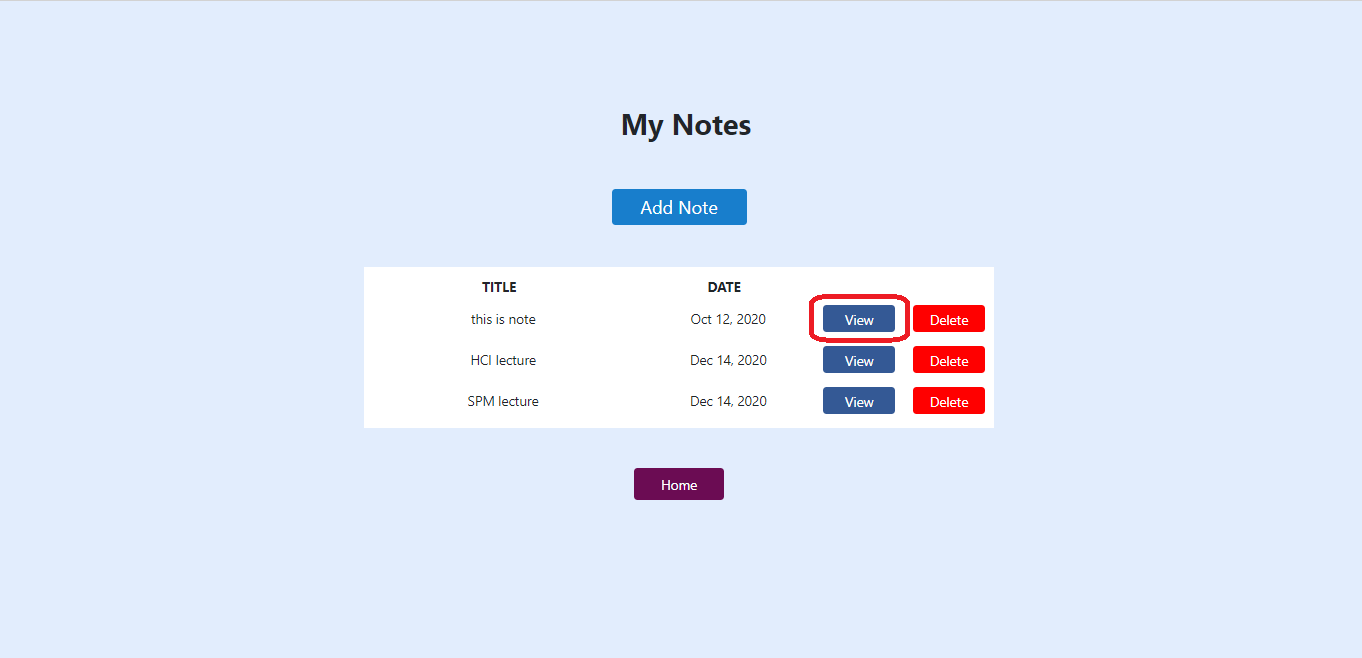 My Notes
Add Note
TITLE DATE
this is note Oct 12, 2020 View Delete
HCI lecture Dec 14, 2020 View Delete
SPM lecture Dec 14, 2020 View Delete
Home